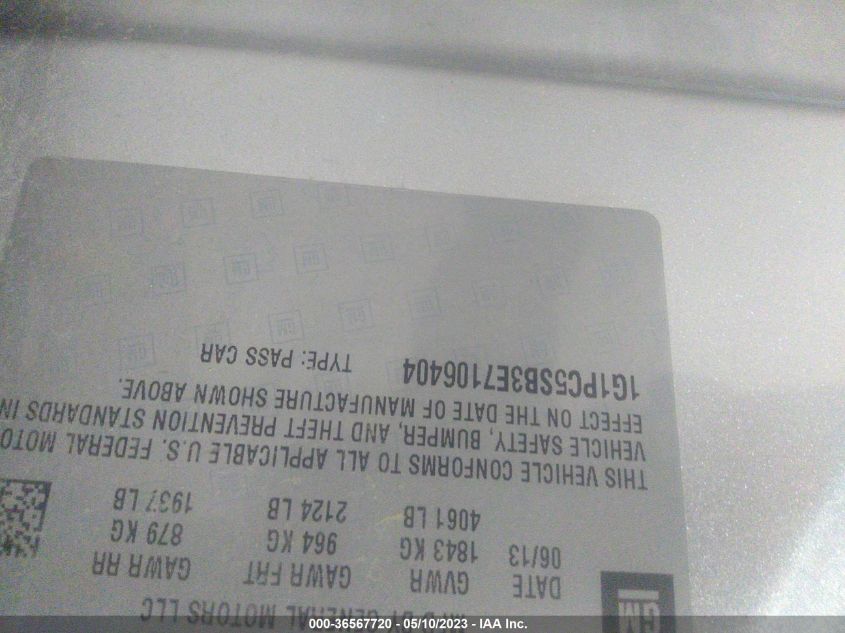 MFD BY GENERAL MOTORS LLC
GM
DATE GVWR GAWR FRT GAWR RR
06/13 1843 KG 964 KG 879 KG
4061 LB 2124 LB 1937 LB
THIS VEHICLE CONFORMS TO ALL APPLICABLE U.S. FEDERAL MOTO
VEHICLE SAFETY, BUMPER, AND THEFT PREVENTION STANDARDS IN
EFFECT ON THE DATE OF MANUFACTURE SHOWN ABOVE.
1G1PC5SB3E7106404 TYPE: PASS CAR
000-36567720 - 05/10/2023 - IAA Inc.